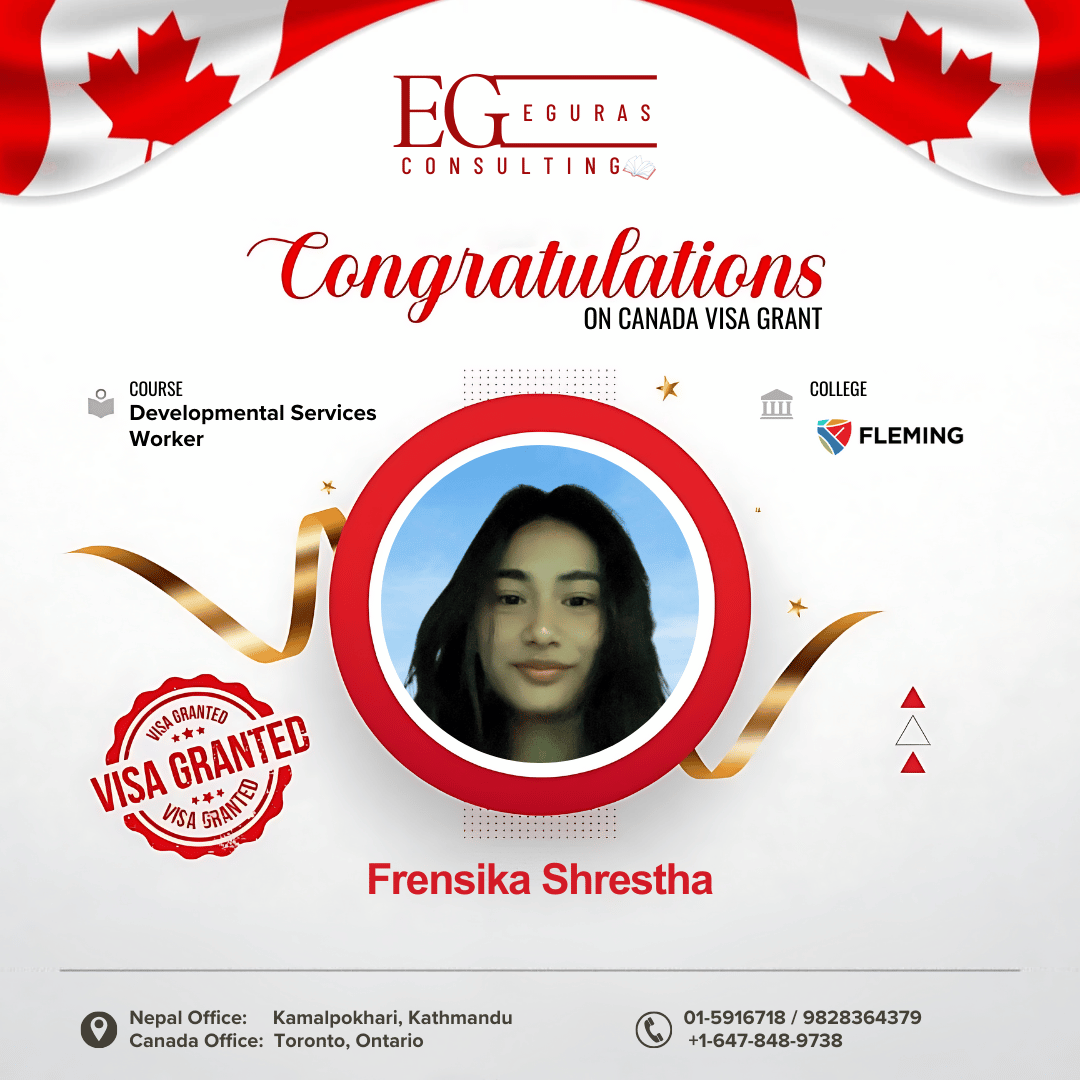 EG EGURAS
CONSULTING
Congratulations
ON CANADA VISA GRANT
COURSE
Developmental Services
Worker
COLLEGE
FLEMING
VISA GRANTED
VISA GRANTED
VISA GRANTED
Frensika Shrestha
Nepal Office: Kamalpokhari, Kathmandu
Canada Office: Toronto, Ontario
01-5916718 / 9828364379
+1-647-848-9738